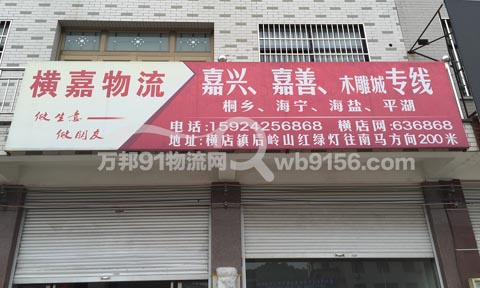 横嘉物流
做生意
做朋友
嘉兴、嘉善、木雕城专线
桐乡、海宁、海盐、平湖
电话:15924256868 横店网:636868
地址:横店镇后岭山红绿灯往南马方向200米
万邦91物流网 wb9156.com